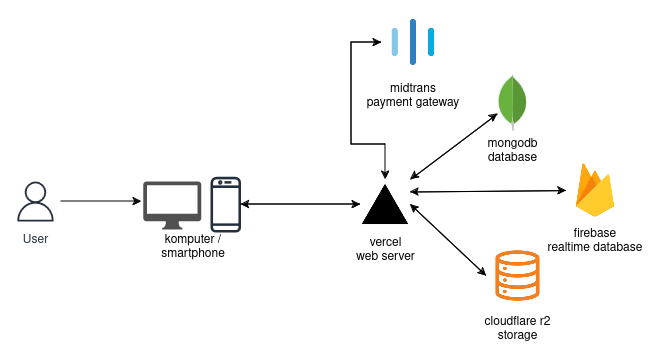 midtrans
payment gateway
mongodb
database
User
komputer /
smartphone
vercel
web server
firebase
realtime database
cloudflare r2
storage